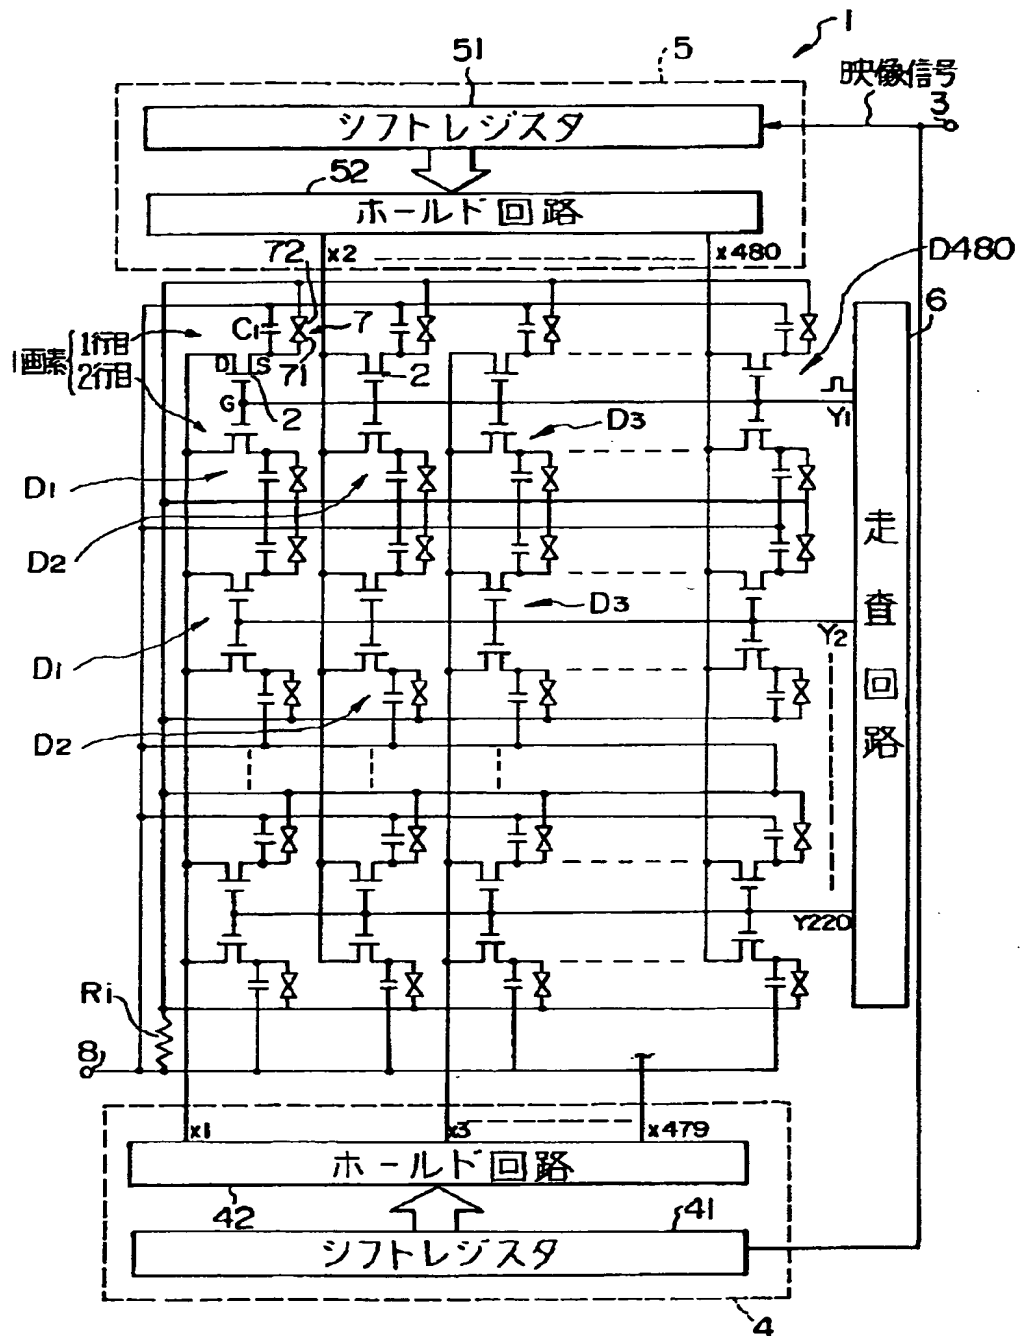 1
51
5
映像信号
3
シフトレジスタ
52
ホールド回路
x2
x480
D480
72
7
6
C1
1画素
1行目
2行目
D
S
71
2
2
G
Y1
D3
D1
D2
走査回路
D3
Y2
D1
D2
Y220
Ri
8
x1
x3
x479
ホールド回路
42
41
シフトレジスタ
4